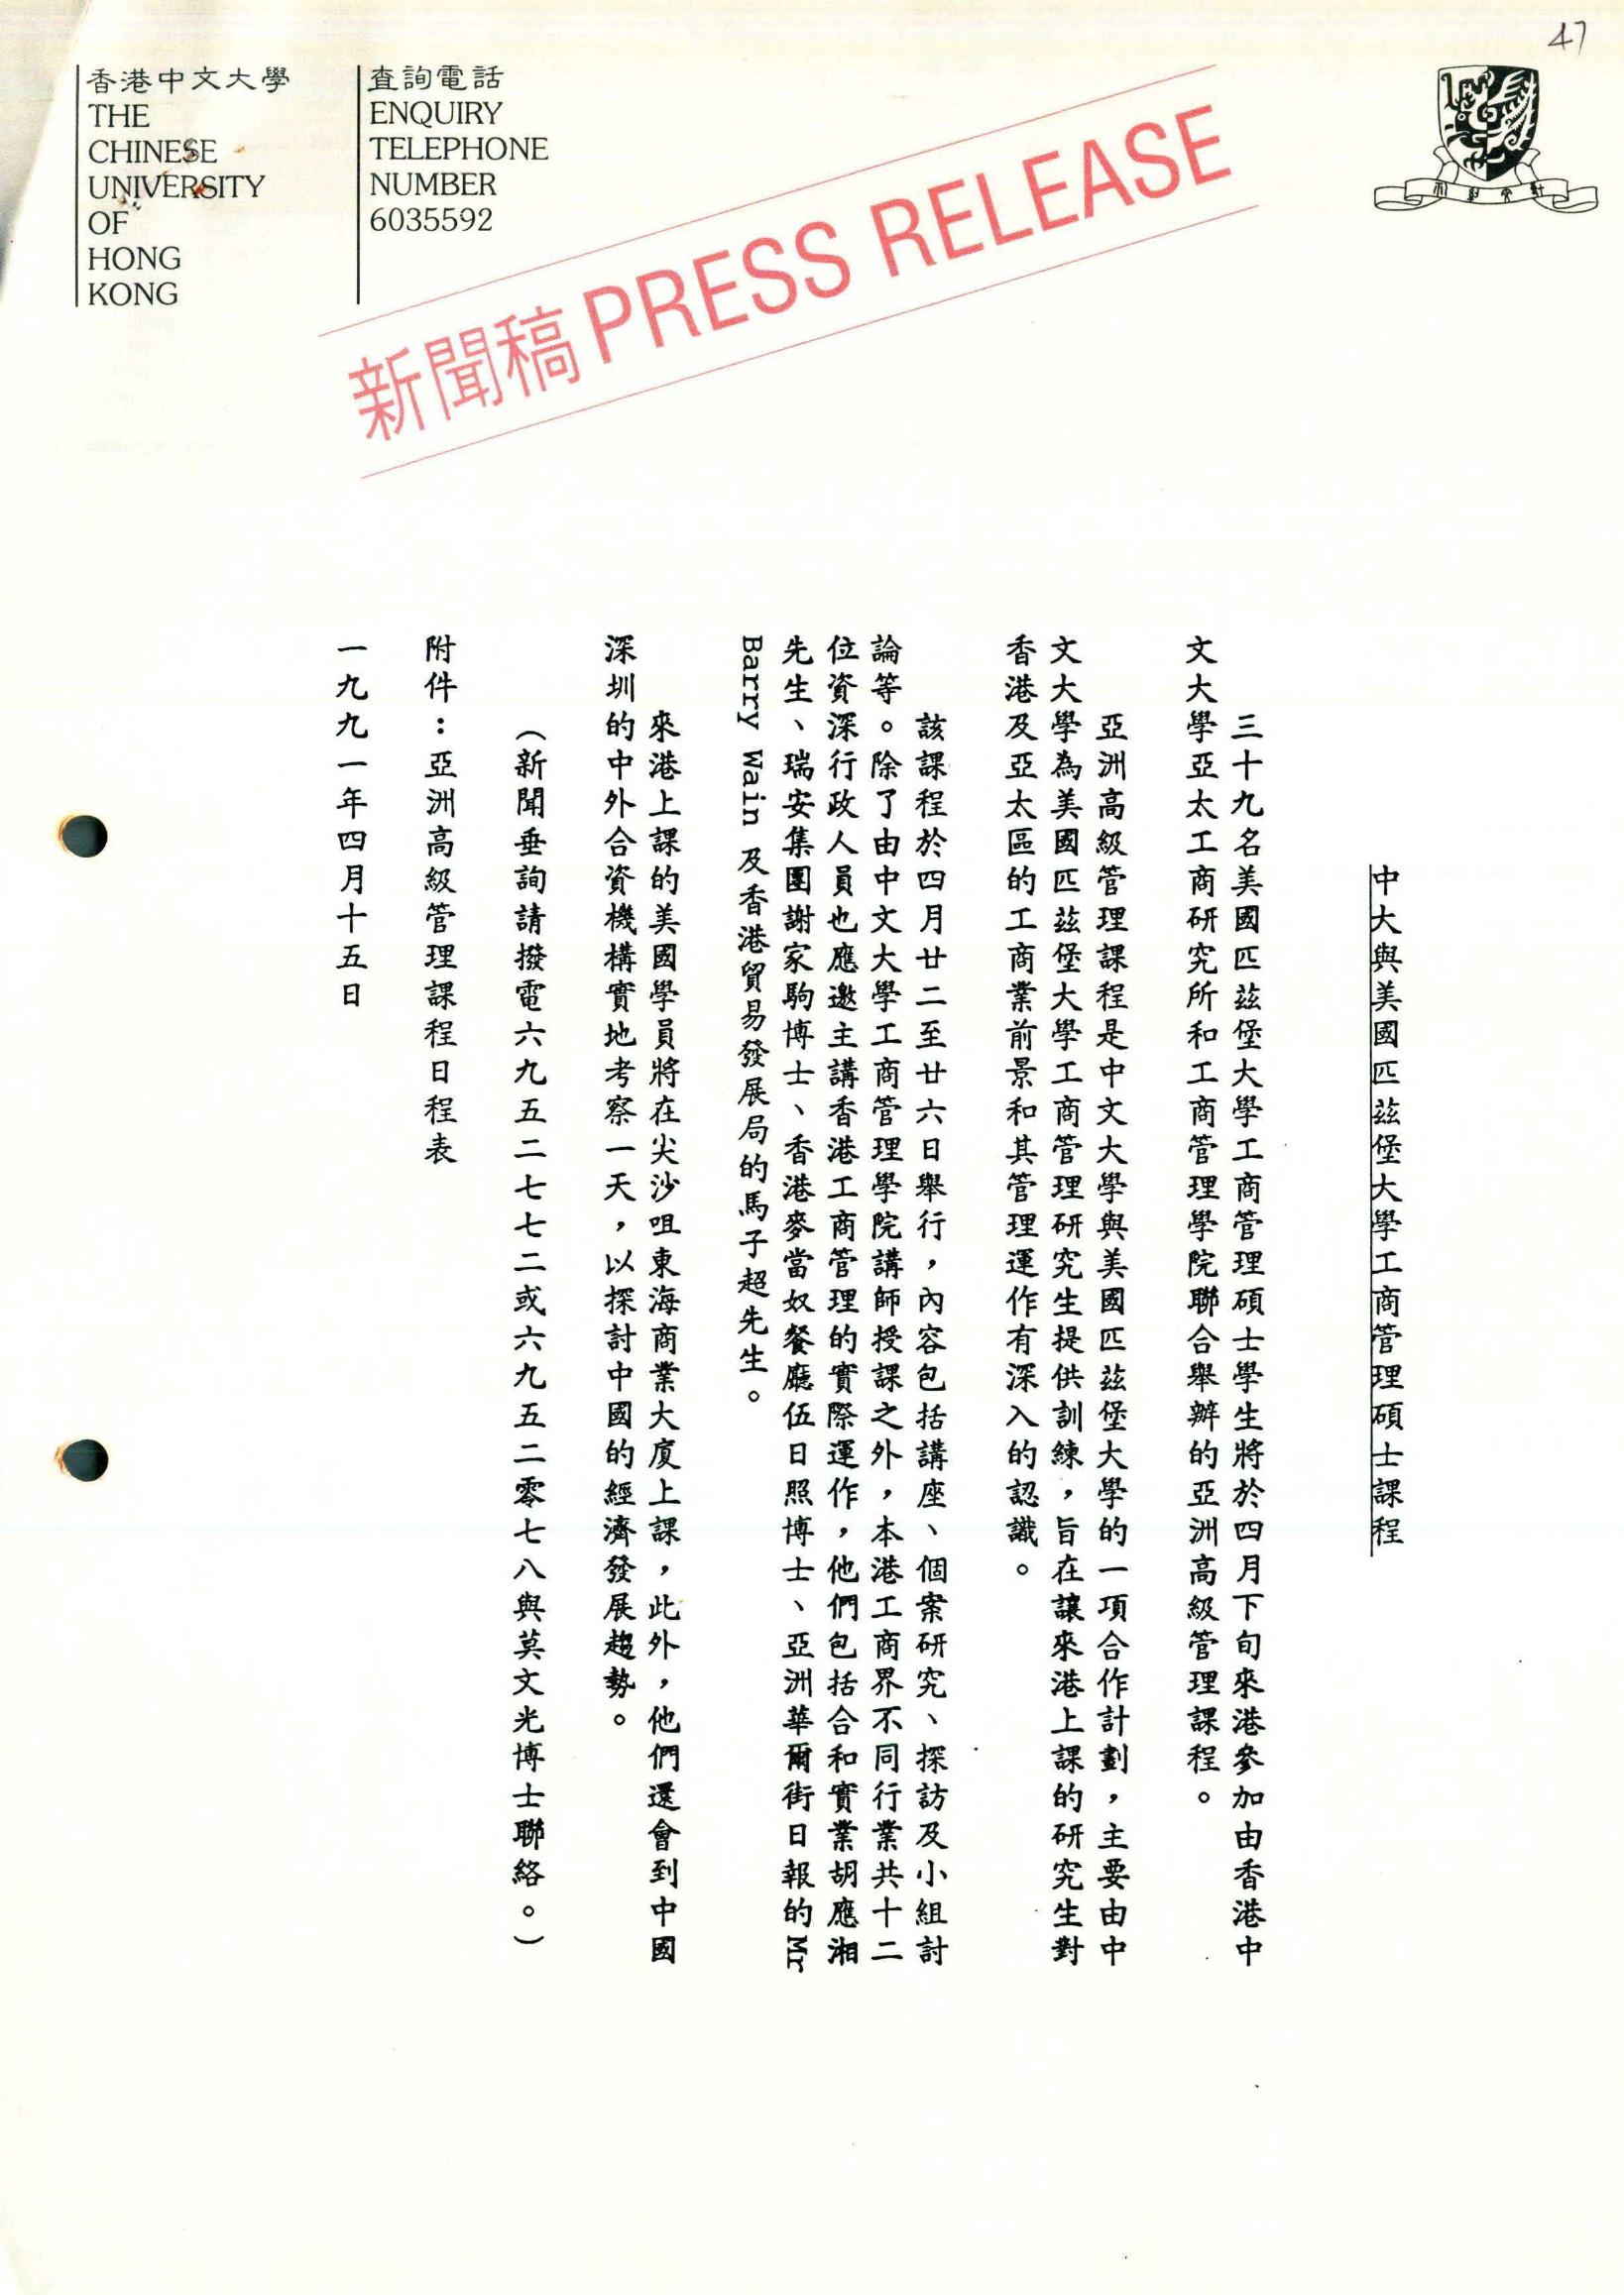 47
香港中文大學
THE
CHINESE
UNIVERSITY
OF
HONG
KONG
查詢電話
ENQUIRY
TELEPHONE
NUMBER
6035592
新聞稿 PRESS RELEASE
中大與美國匹茲堡大學工商管理碩士課程
三十九名美國匹茲堡大學工商管理碩士學生將於四月下旬來港參加由香港中
文大學亞太工商研究所和工商管理學院聯合舉辦的亞洲高級管理課程。
亞洲高級管理課程是中文大學與美國匹茲堡大學的一項合作計劃，主要由中
文大學為美國匹茲堡大學工商管理研究生提供訓練，旨在讓來港上課的研究生對
香港及亞太區的工商業前景和其管理運作有深入的認識。
該課程於四月廿二至廿六日舉行，內容包括講座、個案研究、探訪及小組討
論等。除了由中文大學工商管理學院講師授課之外，本港工商界不同行業共十二
位資深行政人員也應邀主講香港工商管理的實際運作，他們包括合和實業胡應湘
先生、瑞安集團謝家駒博士、香港麥當奴餐廳伍日照博士、亞洲華爾街日報的Mr
Barry Wain 及香港貿易發展局的馬子超先生。
來港上課的美國學員將在尖沙咀東海商業大廈上課，此外，他們還會到中國
深圳的中外合資機構實地考察一天，以探討中國的經濟發展趨勢。
（新聞垂詢請撥電六九五二七七二或六九五二零七八與莫文光博士聯絡。）
附件：亞洲高級管理課程日程表
一九九一年四月十五日